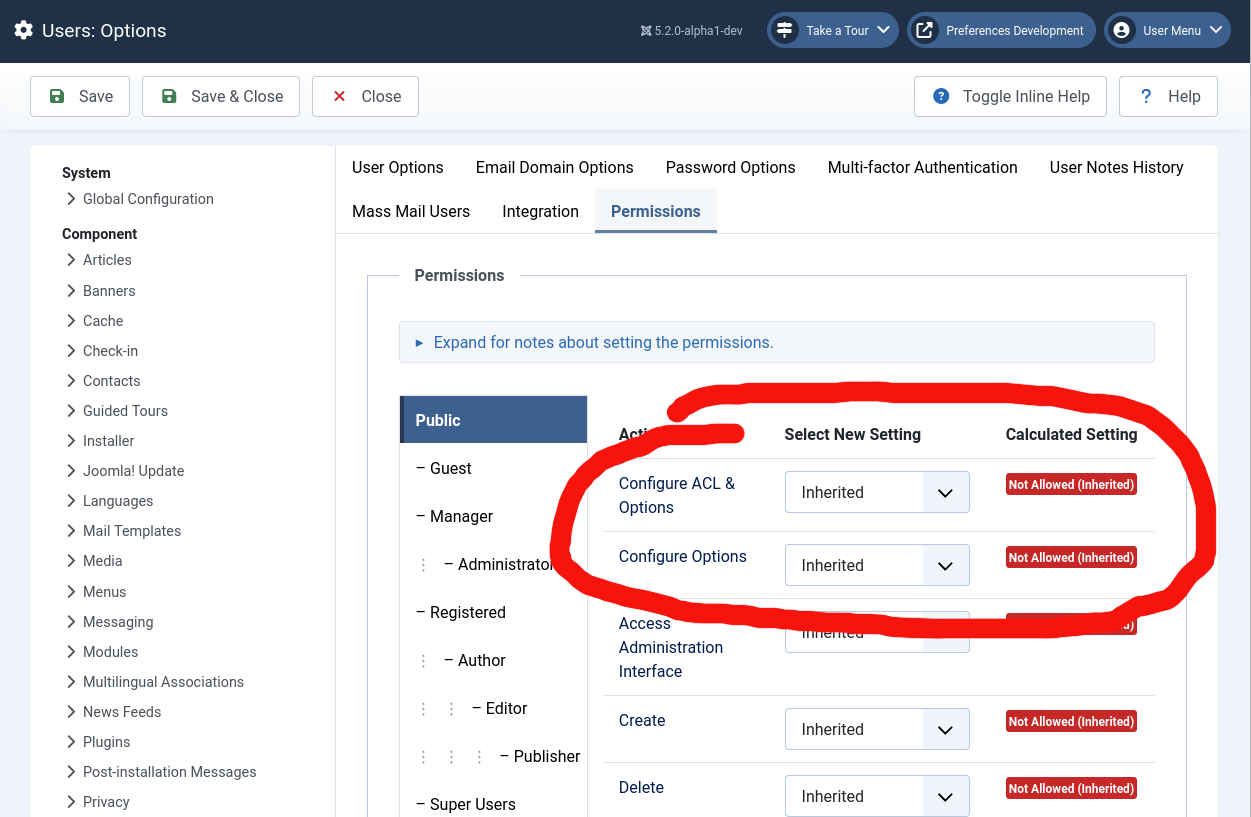 Users: Options
5.2.0-alpha1-dev
Take a Tour
Preferences Development
User Menu
Save
Save & Close
Close
Toggle Inline Help
? Help
System
Global Configuration
Component
Articles
Banners
Cache
Check-in
Contacts
Guided Tours
Installer
Joomla! Update
Languages
Mail Templates
Media
Menus
Messaging
Modules
Multilingual Associations
News Feeds
Plugins
Post-installation Messages
Privacy
User Options
Email Domain Options
Password Options
Multi-factor Authentication
User Notes History
Mass Mail Users
Integration
Permissions
Permissions
Expand for notes about setting the permissions.
Public
– Guest
– Manager
– Administrator
– Registered
– Author
– Editor
– Publisher
– Super Users
Select New Setting
Calculated Setting
Configure ACL &
Options
Inherited
Not Allowed (Inherited)
Configure Options
Inherited
Not Allowed (Inherited)
Access
Administration
Interface
Inherited
Create
Inherited
Not Allowed (Inherited)
Delete
Inherited
Not Allowed (Inherited)